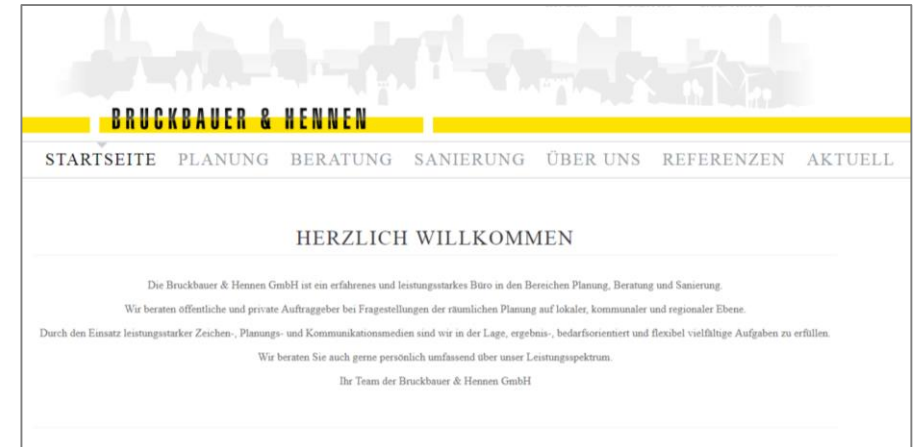 BRUCKBAUER & HENNEN
STARTSEITE PLANUNG BERATUNG SANIERUNG ÜBER UNS REFERENZEN AKTUELL
HERZLICH WILLKOMMEN
Die Bruckbauer & Hennen GmbH ist ein erfahrenes und leistungsstarkes Büro in den Bereichen Planung, Beratung und Sanierung.
Wir beraten öffentliche und private Auftraggeber bei Fragestellungen der räumlichen Planung auf lokaler, kommunaler und regionaler Ebene.
Durch den Einsatz leistungsstarker Zeichen-, Planungs- und Kommunikationsmedien sind wir in der Lage, ergebnis-, bedarfsorientiert und flexibel vielfältige Aufgaben zu erfüllen.
Wir beraten Sie auch gerne persönlich umfassend über unser Leistungsspektrum.
Ihr Team der Bruckbauer & Hennen GmbH